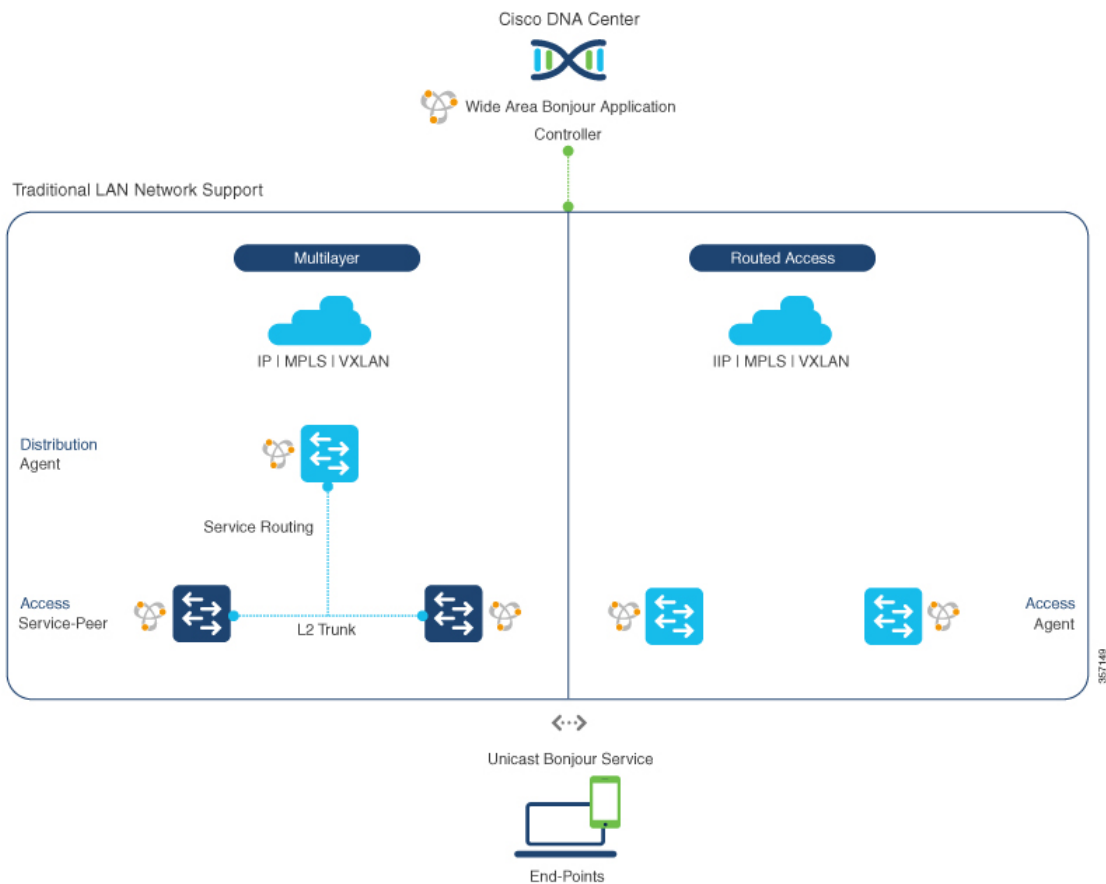 Cisco DNA Center
Wide Area Bonjour Application
Controller
Traditional LAN Network Support
Multilayer
Routed Access
IP | MPLS | VXLAN
IIP | MPLS | VXLAN
Distribution
Agent
Service Routing
Access
Service-Peer
L2 Trunk
Access
Agent
357149
Unicast Bonjour Service
End-Points